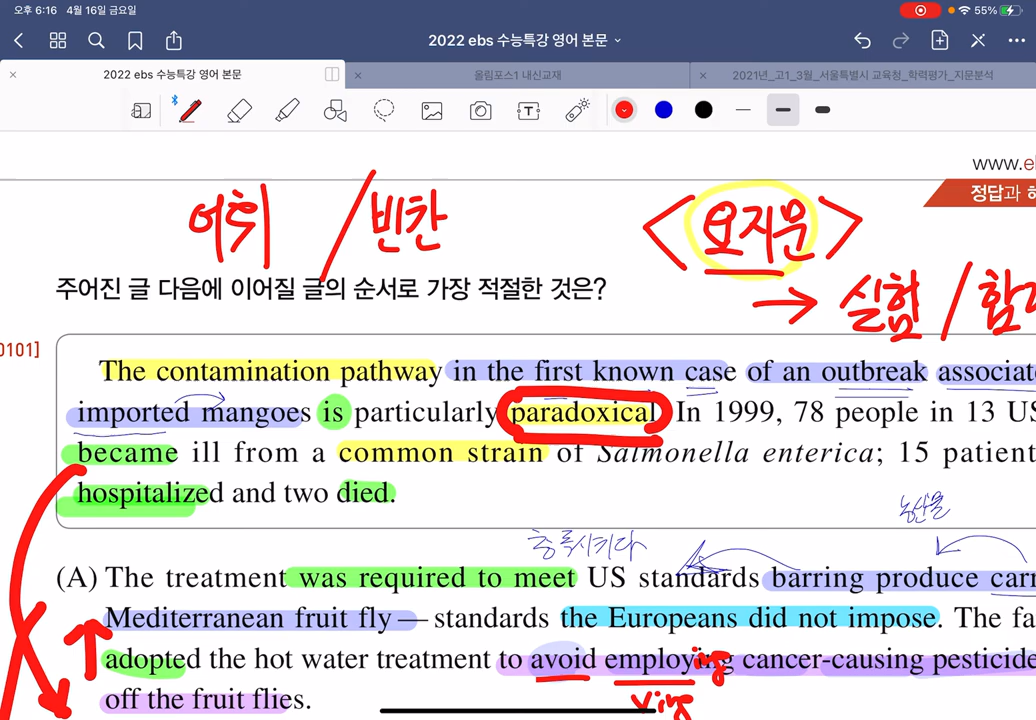 오후 6:16 4월 16일 금요일
55%
2022 ebs 수능특강 영어 본문
2022 ebs 수능특강 영어 본문
올림포스1 내신교재
2021년_고1_3월_서울특별시 교육청_학력평가_지문분석
www.e
정답과 해
어휘 / 빈칸
<요지문>
→ 실험 /
주어진 글 다음에 이어질 글의 순서로 가장 적절한 것은?
0101]
The contamination pathway in the first known case of an outbreak associate
imported mangoes is particularly paradoxical. In 1999, 78 people in 13 US
became ill from a common strain of Salmonella enterica; 15 patient
hospitalized and two died.
농산물
충족시키다
(A) The treatment was required to meet US standards barring produce carr
Mediterranean fruit fly — standards the Europeans did not impose. The fa
adopted the hot water treatment to avoid employing cancer-causing pesticide
ing
off the fruit flies.
Ving